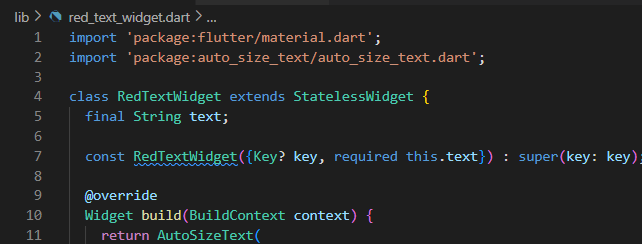 lib > red_text_widget.dart > ...
1 import 'package:flutter/material.dart';
2 import 'package:auto_size_text/auto_size_text.dart';
3
4 class RedTextWidget extends StatelessWidget {
5 final String text;
6
7 const RedTextWidget({Key? key, required this.text}) : super(key: key);
8
9 @override
10 Widget build(BuildContext context) {
11 return AutoSizeText(